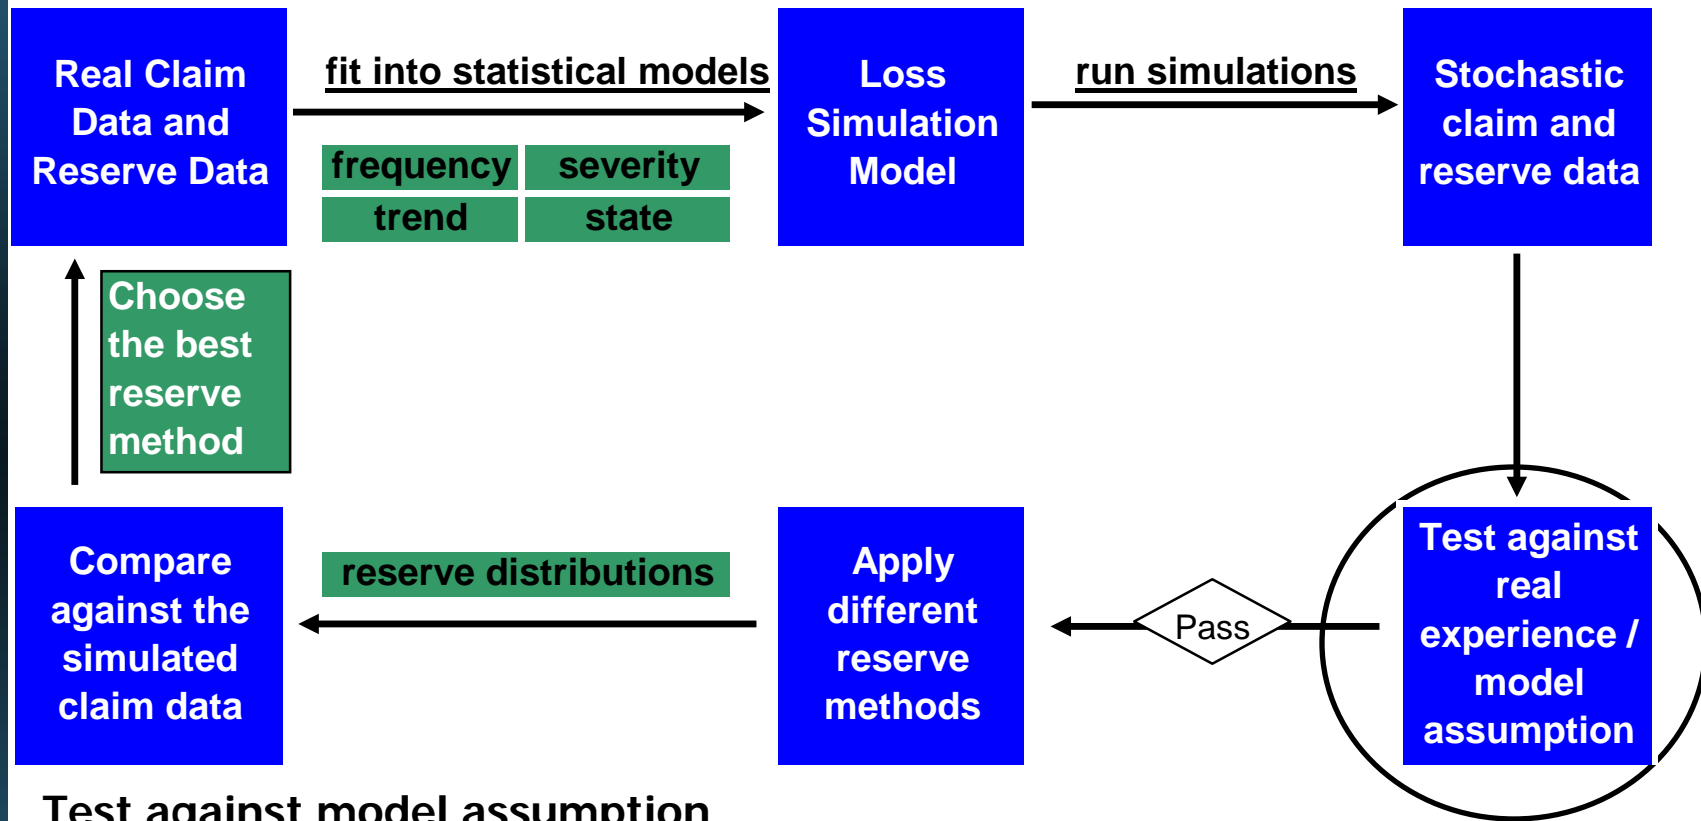 Real Claim
Data and
Reserve Data
fit into statistical models
frequency
severity
trend
state
Loss
Simulation
Model
run simulations
Stochastic
claim and
reserve data
Choose
the best
reserve
method
Compare
against the
simulated
claim data
reserve distributions
Apply
different
reserve
methods
Pass
Test against
real
experience /
model
assumption
Test against model assumption